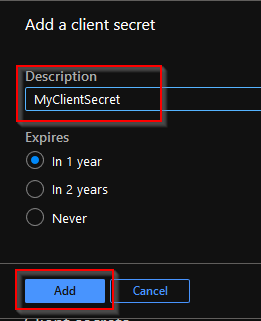 Add a client secret
Description
MyClientSecret
Expires
In 1 year
In 2 years
Never
Add
Cancel